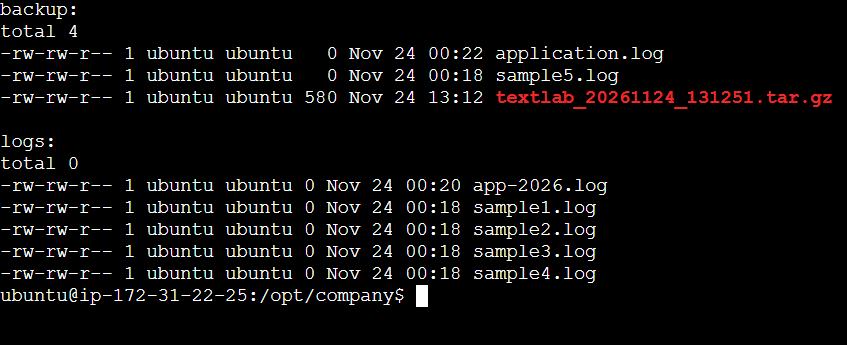 backup:
total 4
-rw-rw-r-- 1 ubuntu ubuntu   0 Nov 24 00:22 application.log
-rw-rw-r-- 1 ubuntu ubuntu   0 Nov 24 00:18 sample5.log
-rw-rw-r-- 1 ubuntu ubuntu 580 Nov 24 13:12 textlab_20261124_131251.tar.gz

logs:
total 0
-rw-rw-r-- 1 ubuntu ubuntu 0 Nov 24 00:20 app-2026.log
-rw-rw-r-- 1 ubuntu ubuntu 0 Nov 24 00:18 sample1.log
-rw-rw-r-- 1 ubuntu ubuntu 0 Nov 24 00:18 sample2.log
-rw-rw-r-- 1 ubuntu ubuntu 0 Nov 24 00:18 sample3.log
-rw-rw-r-- 1 ubuntu ubuntu 0 Nov 24 00:18 sample4.log
ubuntu@ip-172-31-22-25:/opt/company$